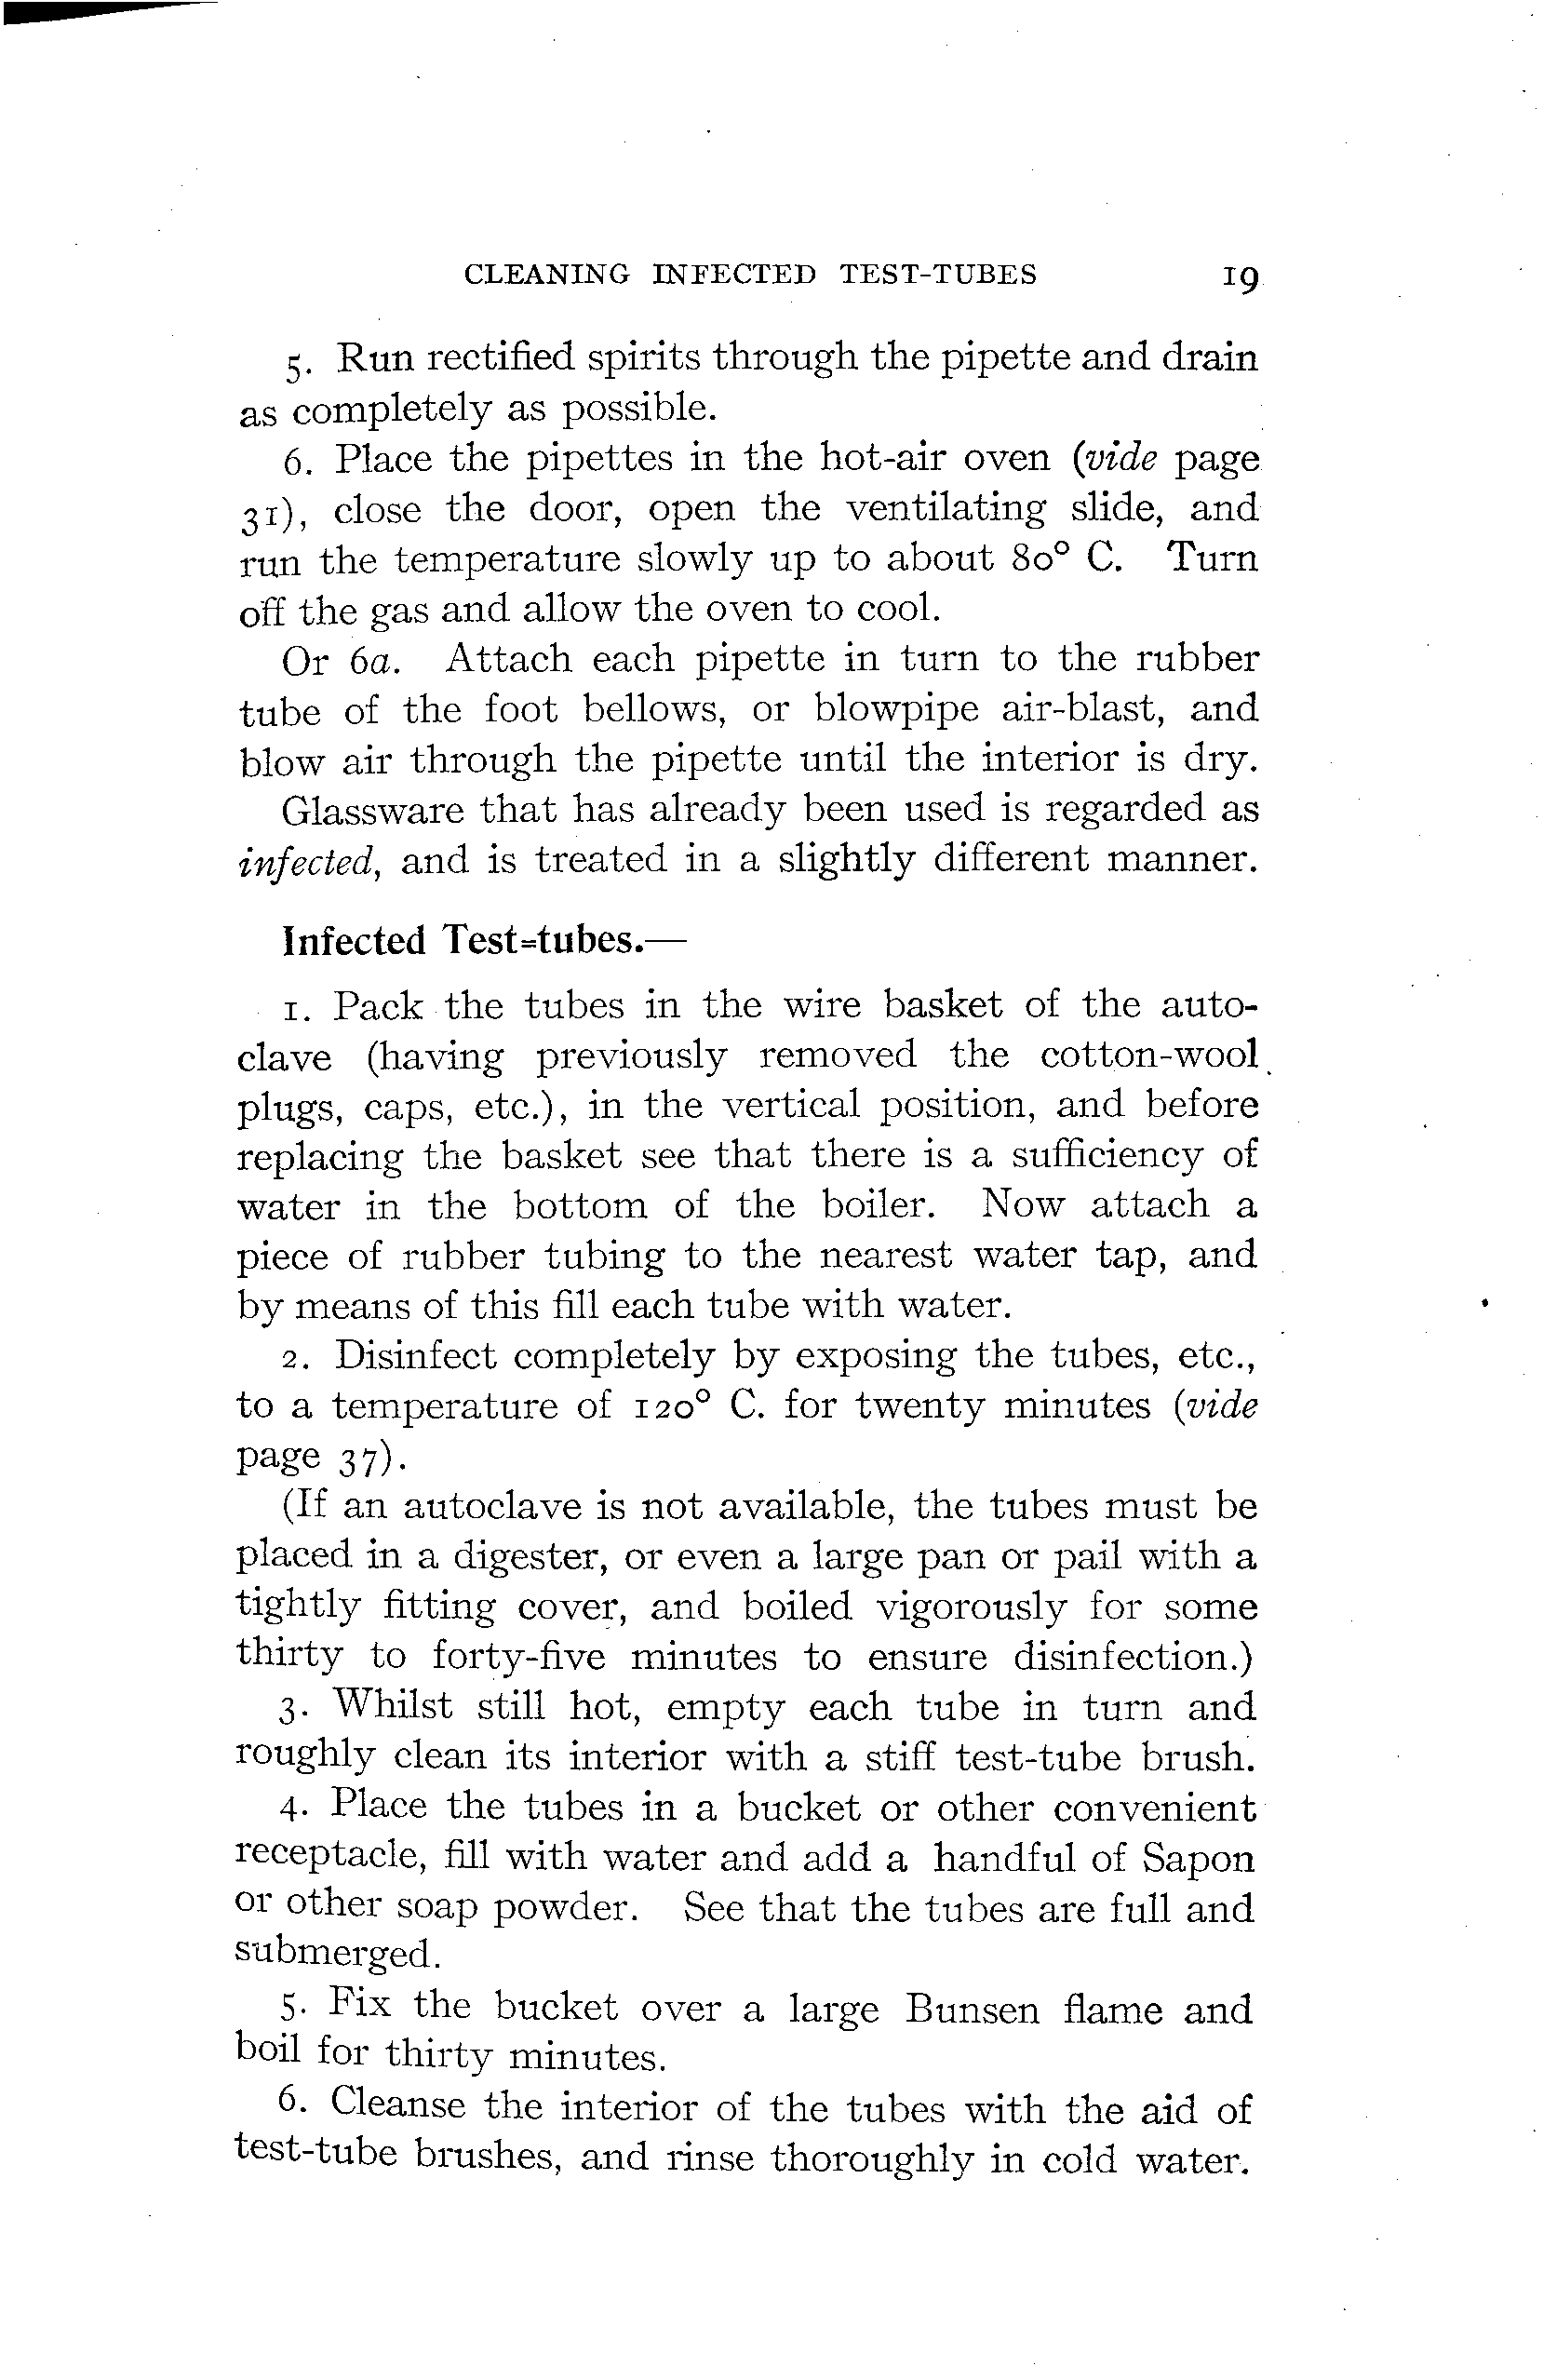 CLEANING INFECTED TEST-TUBES 19
5. Run rectified spirits through the pipette and drain
as completely as possible.
6. Place the pipettes in the hot-air oven (vide page
31), close the door, open the ventilating slide, and
run the temperature slowly up to about 80° C. Turn
off the gas and allow the oven to cool.
Or 6a. Attach each pipette in turn to the rubber
tube of the foot bellows, or blowpipe air-blast, and
blow air through the pipette until the interior is dry.
Glassware that has already been used is regarded as
infected, and is treated in a slightly different manner.
Infected Test-tubes.—
1. Pack the tubes in the wire basket of the auto-
clave (having previously removed the cotton-wool
plugs, caps, etc.), in the vertical position, and before
replacing the basket see that there is a sufficiency of
water in the bottom of the boiler. Now attach a
piece of rubber tubing to the nearest water tap, and
by means of this fill each tube with water.
2. Disinfect completely by exposing the tubes, etc.,
to a temperature of 120° C. for twenty minutes (vide
page 37).
(If an autoclave is not available, the tubes must be
placed in a digester, or even a large pan or pail with a
tightly fitting cover, and boiled vigorously for some
thirty to forty-five minutes to ensure disinfection.)
3. Whilst still hot, empty each tube in turn and
roughly clean its interior with a stiff test-tube brush.
4. Place the tubes in a bucket or other convenient
receptacle, fill with water and add a handful of Sapon
or other soap powder. See that the tubes are full and
submerged.
5. Fix the bucket over a large Bunsen flame and
boil for thirty minutes.
6. Cleanse the interior of the tubes with the aid of
test-tube brushes, and rinse thoroughly in cold water.